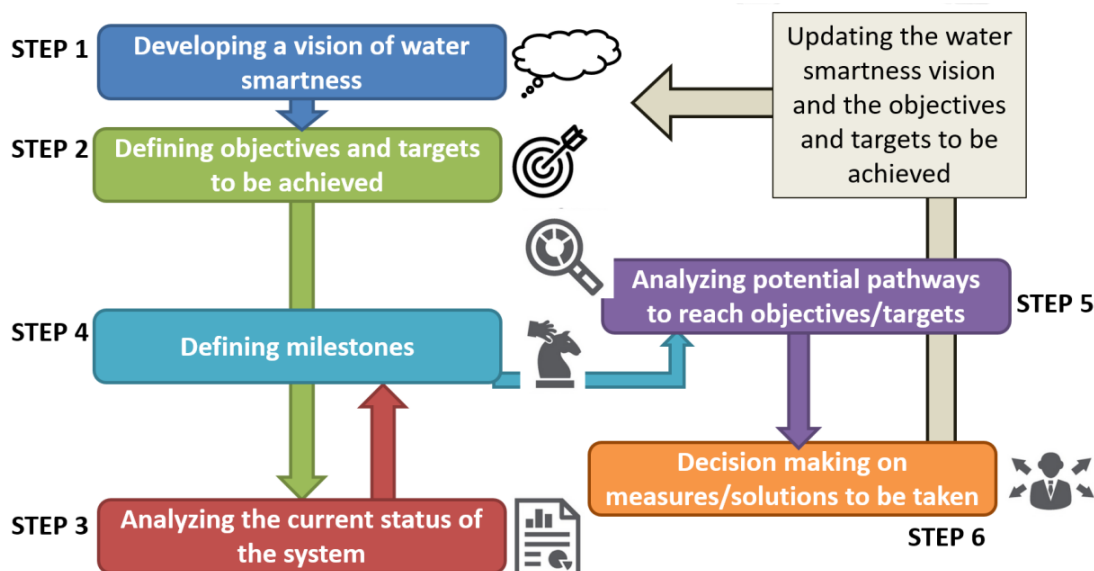 STEP 1
Developing a vision of water
smartness
Updating the water
smartness vision
and the objectives
and targets to be
achieved
STEP 2
Defining objectives and targets
to be achieved
STEP 4
Defining milestones
Analyzing potential pathways
to reach objectives/targets
STEP 5
STEP 3
Analyzing the current status of
the system
Decision making on
measures/solutions to be taken
STEP 6